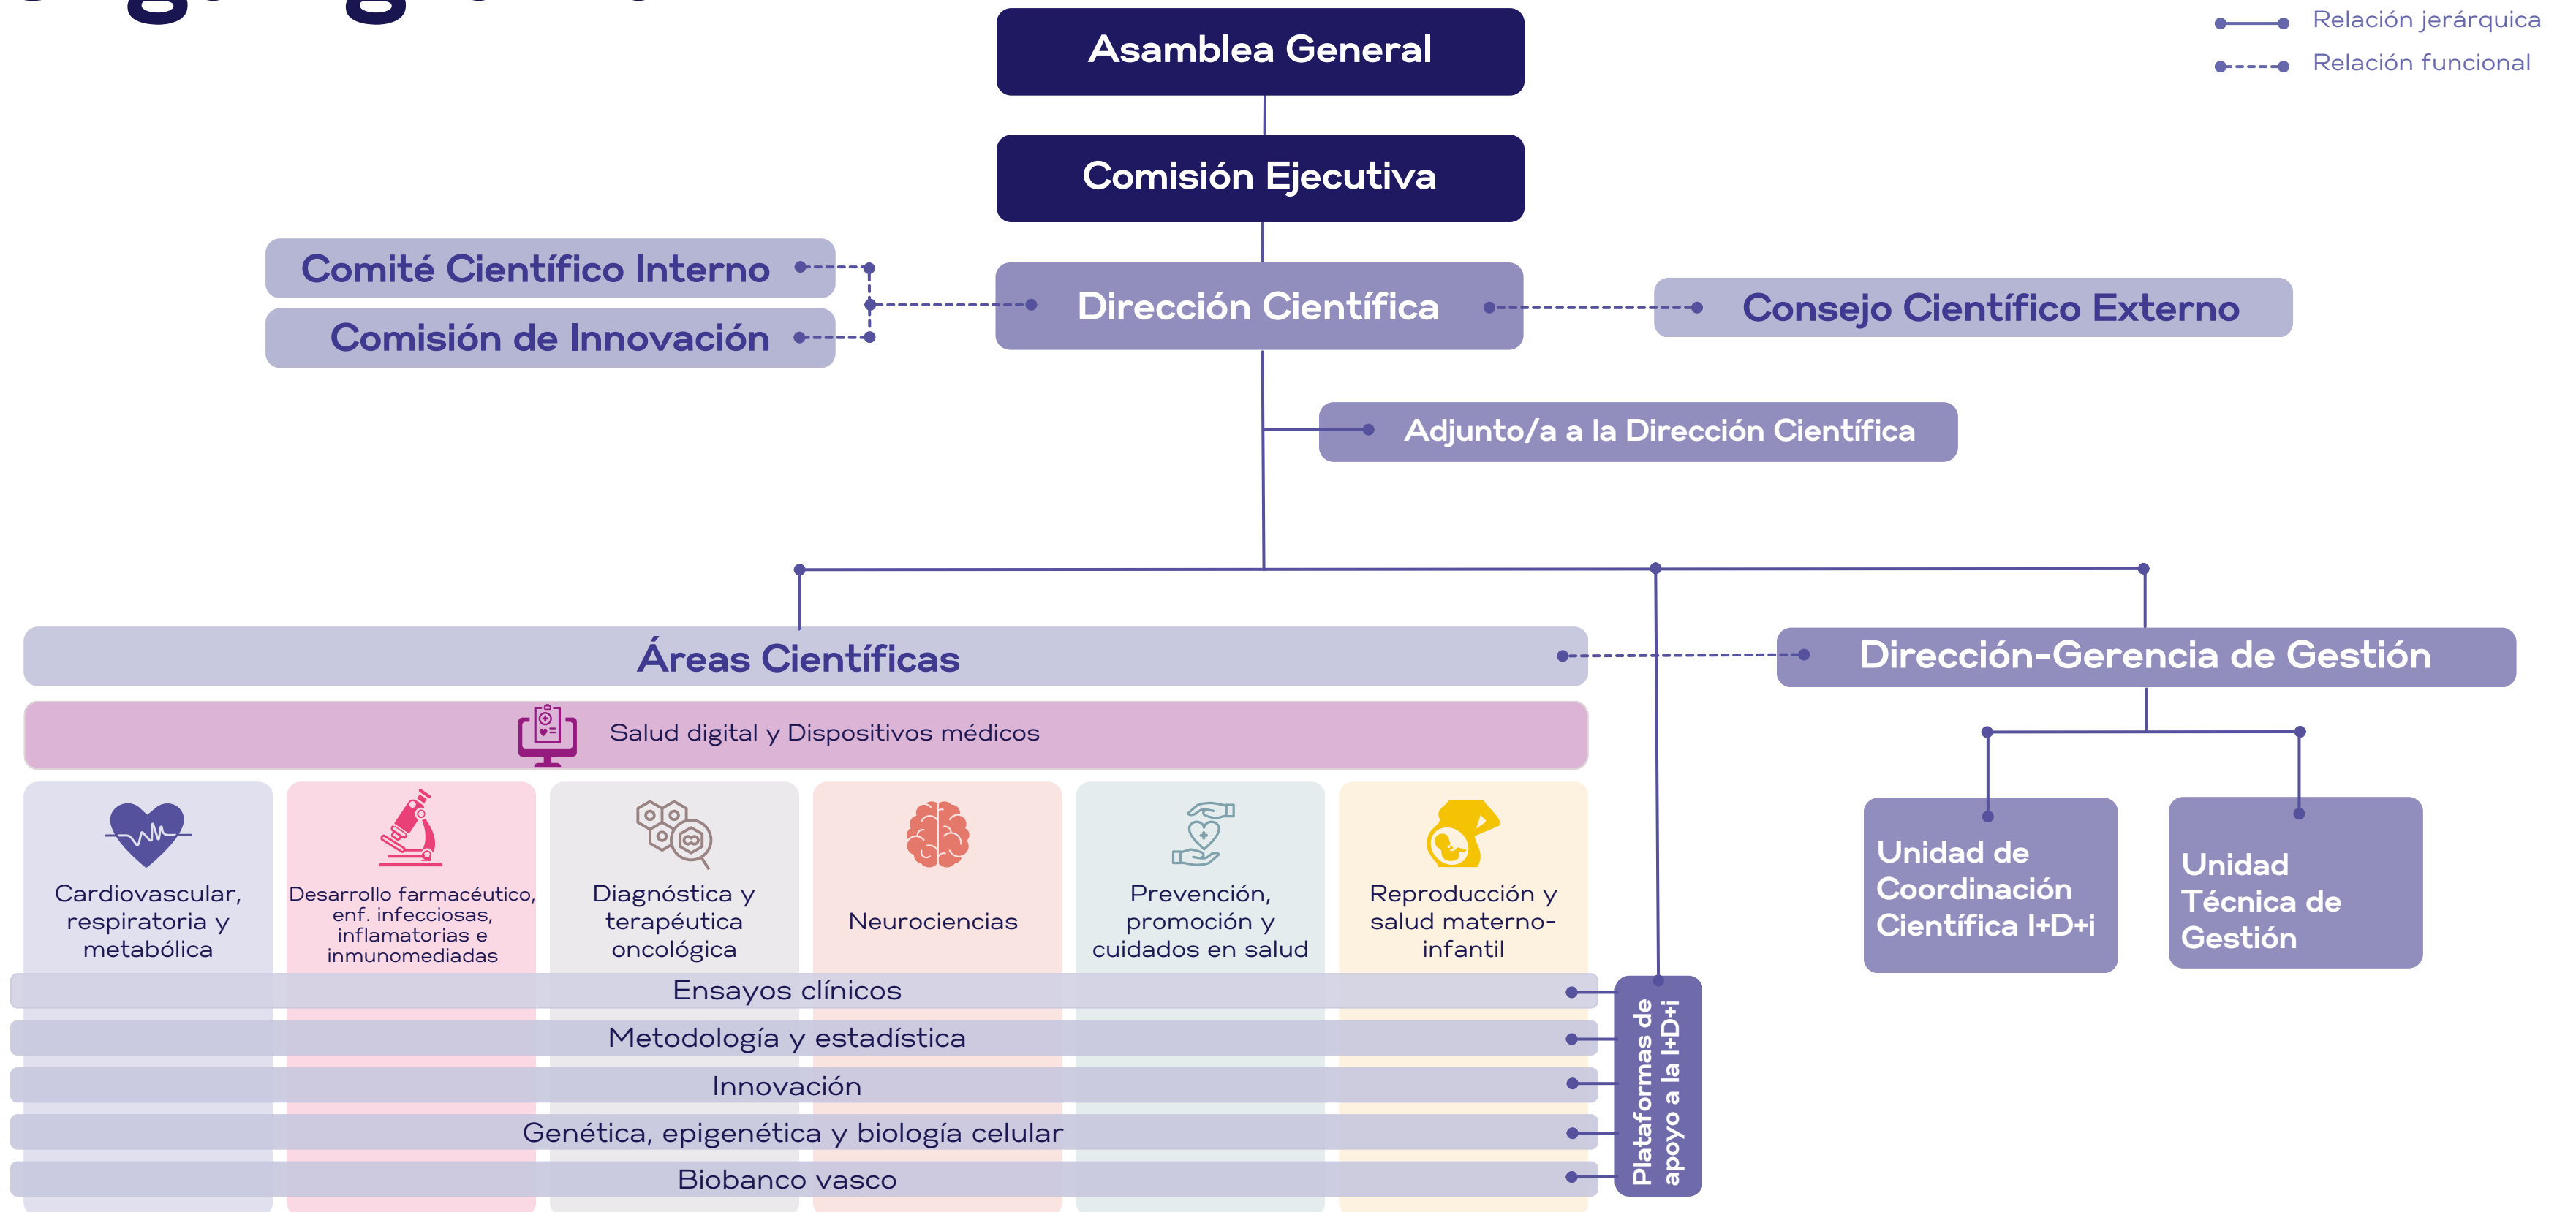 Relación jerárquica
Relación funcional
Asamblea General
Comisión Ejecutiva
Comité Científico Interno
Comisión de Innovación
Dirección Científica
Consejo Científico Externo
Adjunto/a a la Dirección Científica
Áreas Científicas
Dirección-Gerencia de Gestión
Salud digital y Dispositivos médicos
Cardiovascular,
respiratoria y
metabólica
Desarrollo farmacéutico,
enf. infecciosas,
inflamatorias e
inmunomediadas
Diagnóstica y
terapéutica
oncológica
Neurociencias
Prevención,
promoción y
cuidados en salud
Reproducción y
salud materno-
infantil
Unidad de
Coordinación
Científica I+D+i
Unidad
Técnica de
Gestión
Ensayos clínicos
Metodología y estadística
Innovación
Genética, epigenética y biología celular
Biobanco vasco
Plataformas de
apoyo a la I+D+i